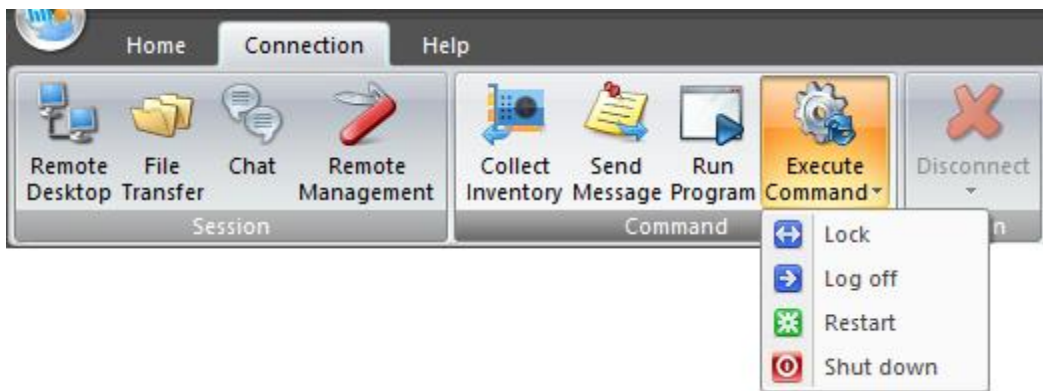 Home Connection Help
Remote Desktop
File Transfer
Chat
Remote Management
Collect Inventory
Send Message
Run Program
Execute Command
Disconnect
Session
Command
n
Lock
Log off
Restart
Shut down